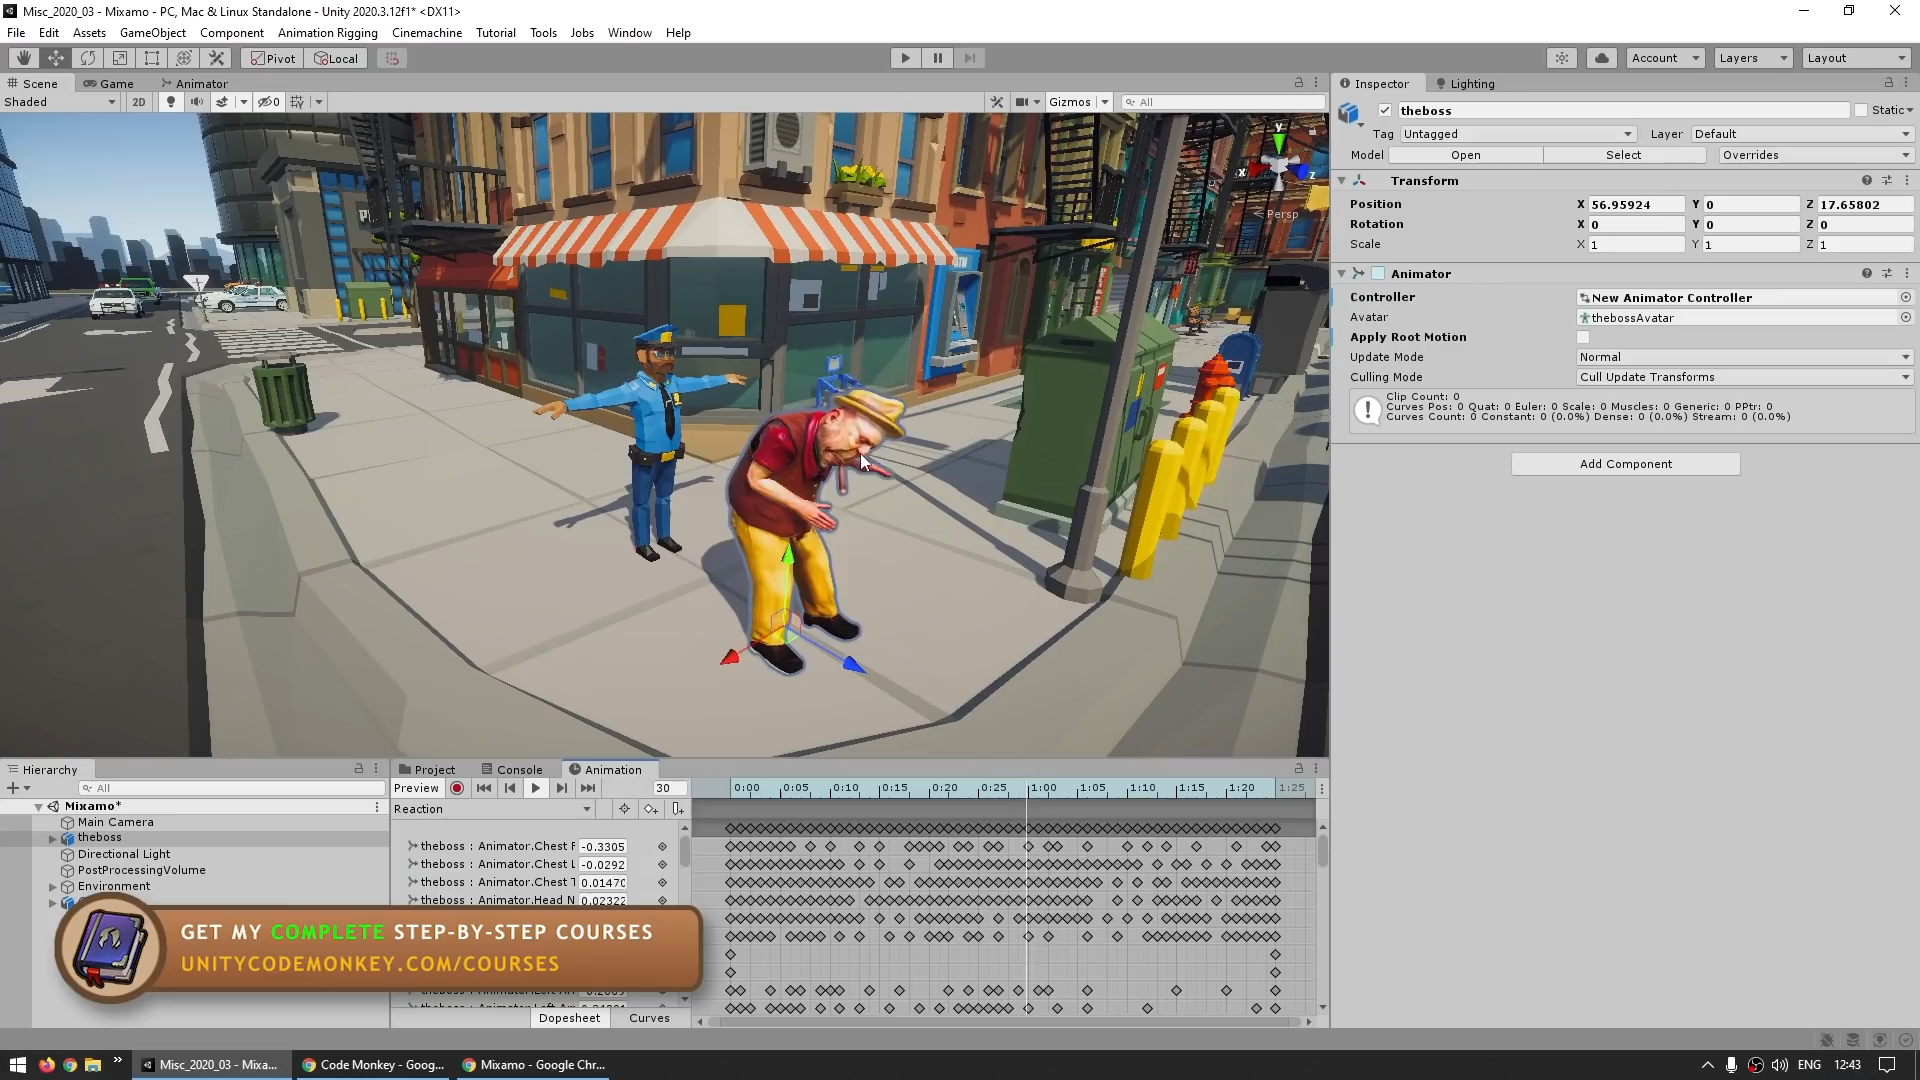 Misc_2020_03 - Mixamo - PC, Mac & Linux Standalone - Unity 2020.3.12f1* <DX11>
File Edit Assets GameObject Component Animation Rigging Cinemachine Tutorial Tools Jobs Window Help
Pivot Local Account Layers Layout
Scene Game Animator
Shaded 2D 0 Gizmos All
y
x z
Persp
Inspector Lighting
theboss Static
Tag Untagged Layer Default
Model Open Select Overrides
Transform
Position X 56.95924 Y 0 Z 17.65802
Rotation X 0 Y 0 Z 0
Scale X 1 Y 1 Z 1
Animator
Controller New Animator Controller
Avatar thebossAvatar
Apply Root Motion
Update Mode Normal
Culling Mode Cull Update Transforms
Clip Count: 0
Curves Pos: 0 Quat: 0 Euler: 0 Scale: 0 Muscles: 0 Generic: 0 PPtr: 0
Curves Count: 0 Constant: 0 (0.0%) Dense: 0 (0.0%) Stream: 0 (0.0%)
Add Component
Hierarchy
All
Mixamo*
Main Camera
theboss
Directional Light
PostProcessingVolume
Environment
Project Console Animation
Preview 30 0:00 0:05 0:10 0:15 0:20 0:25 1:00 1:05 1:10 1:15 1:20 1:25
Reaction
theboss : Animator.Chest F -0.3305
theboss : Animator.Chest L -0.0292
theboss : Animator.Chest T 0.01470
theboss : Animator.Head N 0.02322
Dopesheet Curves
GET MY COMPLETE STEP-BY-STEP COURSES
UNITYCODEMONKEY.COM/COURSES
Misc_2020_03 - Mixa... Code Monkey - Goog... Mixamo - Google Chr... ENG 12:43